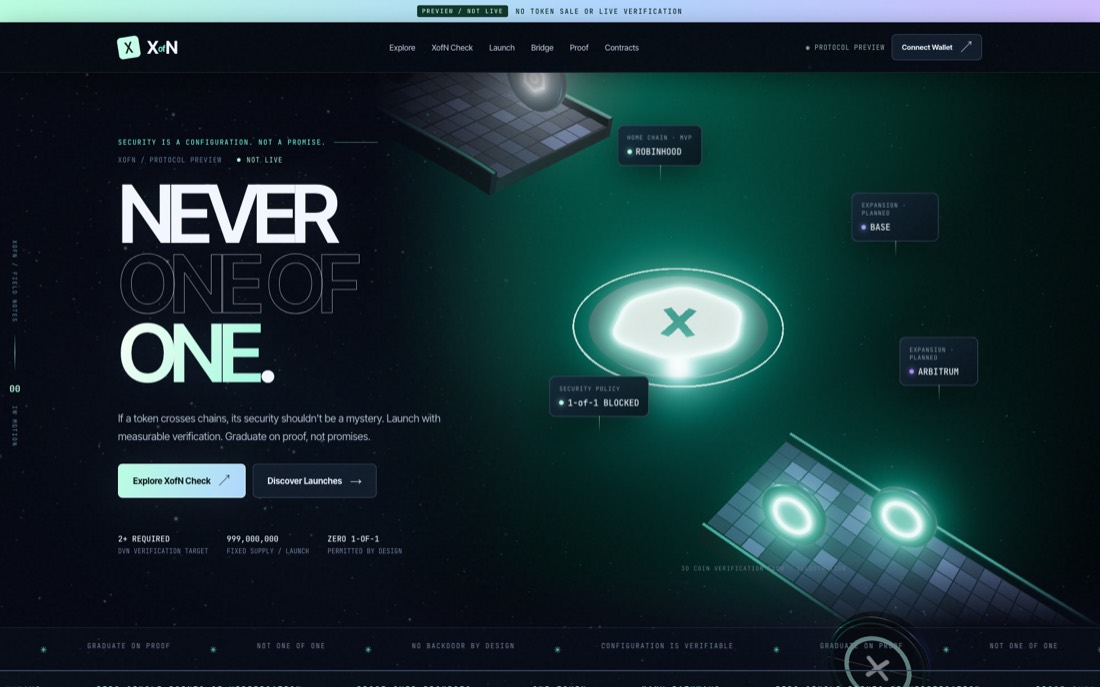 PREVIEW / NOT LIVE NO TOKEN SALE OR LIVE VERIFICATION
X XofN Explore XofN Check Launch Bridge Proof Contracts PROTOCOL PREVIEW Connect Wallet
SECURITY IS A CONFIGURATION. NOT A PROMISE.
XOFN / PROTOCOL PREVIEW NOT LIVE
NEVER
ONE OF
ONE.
If a token crosses chains, its security shouldn't be a mystery. Launch with
measurable verification. Graduate on proof, not promises.
Explore XofN Check Discover Launches
2+ REQUIRED 999,000,000 ZERO 1-OF-1
DVN VERIFICATION TARGET FIXED SUPPLY / LAUNCH PERMITTED BY DESIGN
XOFN / FIELD NOTES
00
IN MOTION
HOME CHAIN · MVP
ROBINHOOD
EXPANSION ·
PLANNED
BASE
X
EXPANSION ·
PLANNED
ARBITRUM
SECURITY POLICY
1-of-1 BLOCKED
3D COIN VERIFICATION
GRADUATE ON PROOF NOT ONE OF ONE NO BACKDOOR BY DESIGN CONFIGURATION IS VERIFIABLE GRADUATE ON PROOF NOT ONE OF ONE